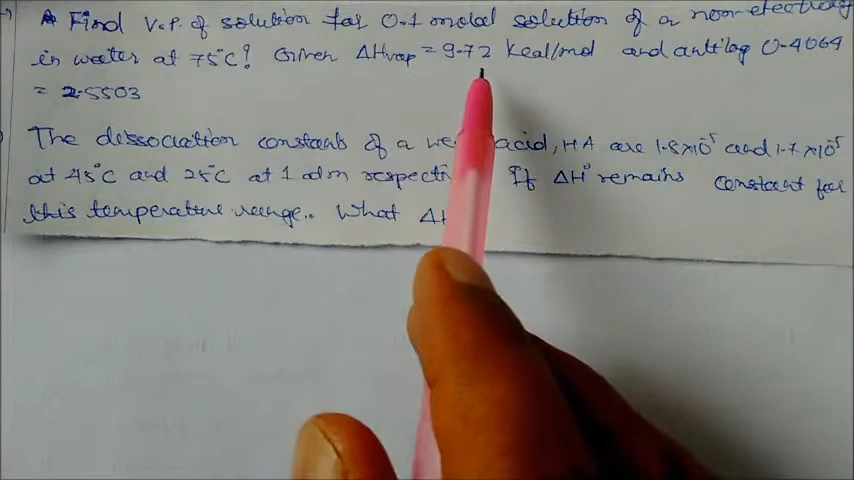 Find V.P. of solution for 0.1 molal solution of a non-electroly
in water at 75°C? Given ΔHvap = 9.72 Kcal/mol and antilog 0.4064
= 2.5503
The dissociation constants of a we acid, HA are 1.8×10⁻⁵ and 1.7×10⁻⁵
at 45°C and 25°C at 1 atm respecti If ΔH° remains constant for
this temperature range.. What ΔH